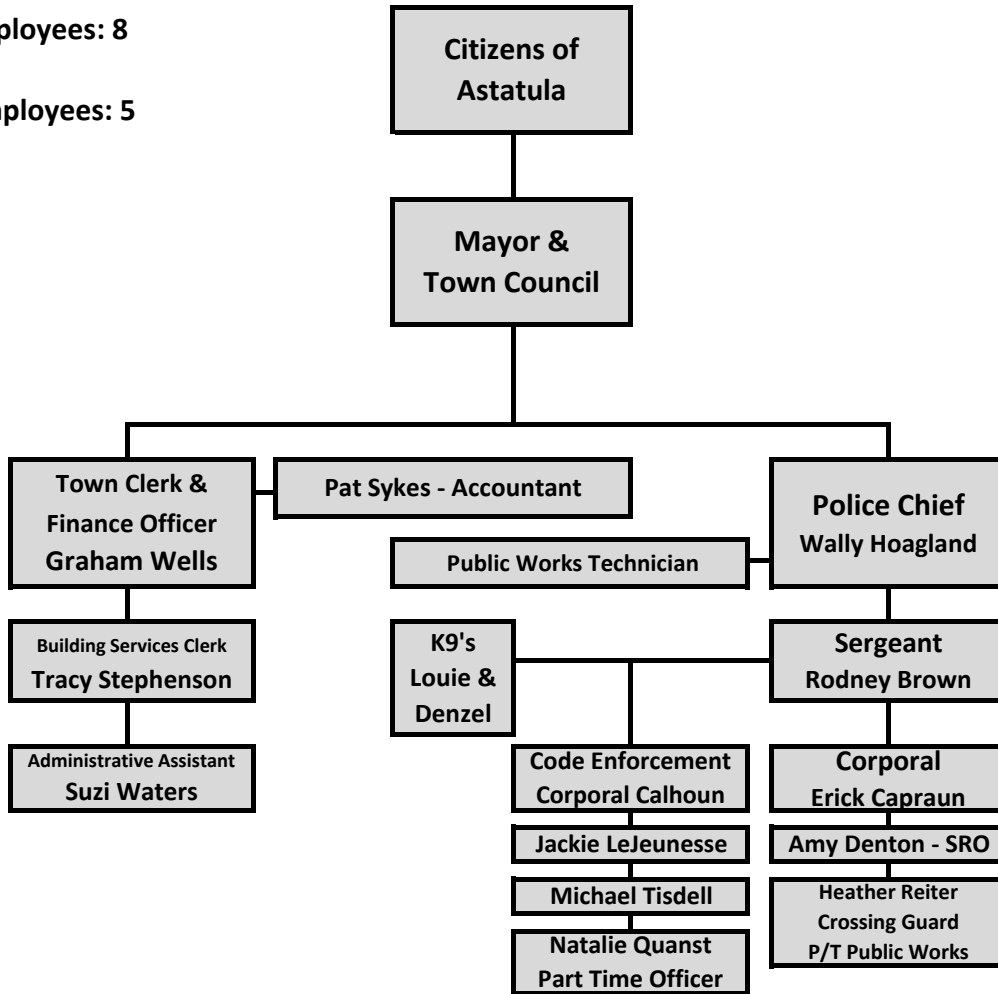 ployees: 8
nployees: 5
Citizens of
Astatula
Mayor &
Town Council
Town Clerk &
Finance Officer
Graham Wells
Pat Sykes - Accountant
Police Chief
Wally Hoagland
Public Works Technician
Building Services Clerk
Tracy Stephenson
K9's
Louie &
Denzel
Sergeant
Rodney Brown
Administrative Assistant
Suzi Waters
Code Enforcement
Corporal Calhoun
Corporal
Erick Capraun
Jackie LeJeunesse
Amy Denton - SRO
Michael Tisdell
Heather Reiter
Crossing Guard
P/T Public Works
Natalie Quanst
Part Time Officer